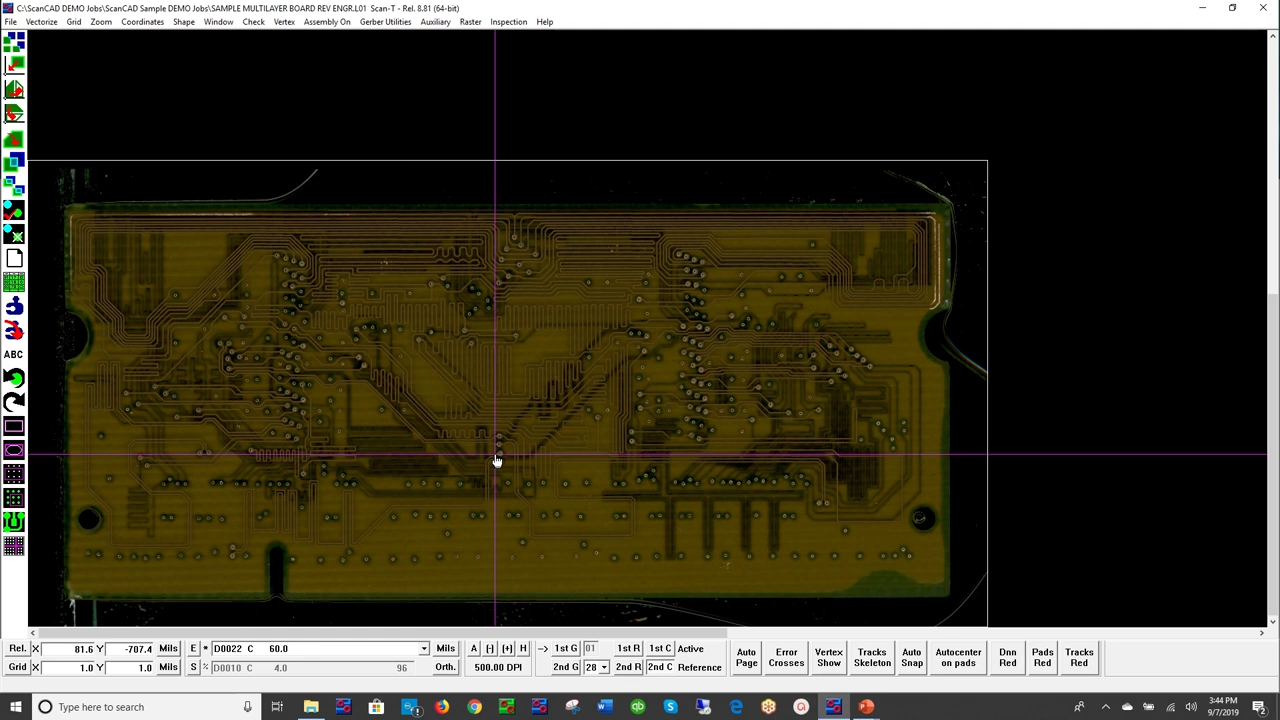 C:\ScanCAD DEMO Jobs\ScanCAD Sample DEMO Jobs\SAMPLE MULTILAYER BOARD REV ENGR.L01 Scan-T - Rel. 8.81 (64-bit)
File Vectorize Grid Zoom Coordinates Shape Window Check Vertex Assembly On Gerber Utilities Auxiliary Raster Inspection Help
ABC
Rel. X 81.6 Y -707.4 Mils E * D0022 C 60.0 Mils A [-] [+] H --> 1st G 01 1st R 1st C Active
Grid X 1.0 Y 1.0 Mils S % D0010 C 4.0 96 Orth. 500.00 DPI 2nd G 28 2nd R 2nd C Reference
Auto Page Error Crosses Vertex Show Tracks Skeleton Auto Snap Autocenter on pads Dnn Red Pads Red Tracks Red
Type here to search
3:44 PM
9/7/2019